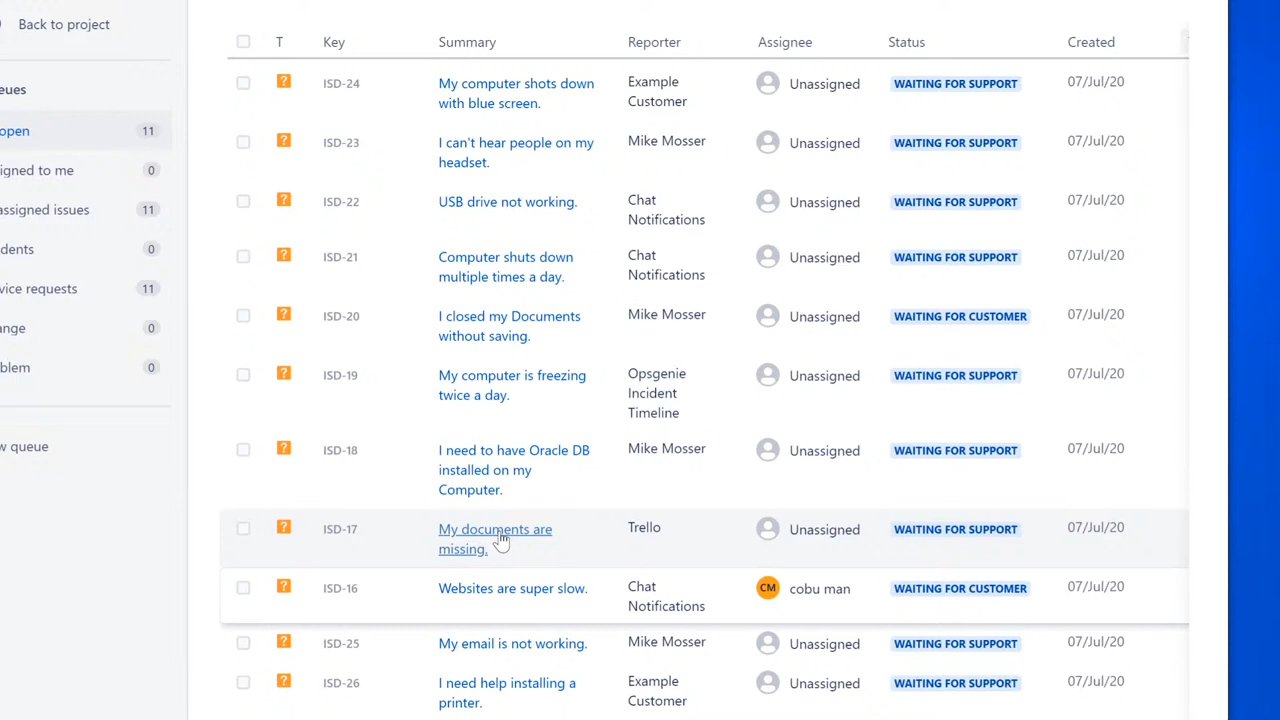 Back to project
ues
open 11
igned to me 0
assigned issues 11
dents 0
vice requests 11
ange 0
blem 0
w queue
T Key Summary Reporter Assignee Status Created
ISD-24 My computer shots down with blue screen. Example Customer Unassigned WAITING FOR SUPPORT 07/Jul/20
ISD-23 I can't hear people on my headset. Mike Mosser Unassigned WAITING FOR SUPPORT 07/Jul/20
ISD-22 USB drive not working. Chat Notifications Unassigned WAITING FOR SUPPORT 07/Jul/20
ISD-21 Computer shuts down multiple times a day. Chat Notifications Unassigned WAITING FOR SUPPORT 07/Jul/20
ISD-20 I closed my Documents without saving. Mike Mosser Unassigned WAITING FOR CUSTOMER 07/Jul/20
ISD-19 My computer is freezing twice a day. Opsgenie Incident Timeline Unassigned WAITING FOR SUPPORT 07/Jul/20
ISD-18 I need to have Oracle DB installed on my Computer. Mike Mosser Unassigned WAITING FOR SUPPORT 07/Jul/20
ISD-17 My documents are missing. Trello Unassigned WAITING FOR SUPPORT 07/Jul/20
ISD-16 Websites are super slow. Chat Notifications CM cobu man WAITING FOR CUSTOMER 07/Jul/20
ISD-25 My email is not working. Mike Mosser Unassigned WAITING FOR SUPPORT 07/Jul/20
ISD-26 I need help installing a printer. Example Customer Unassigned WAITING FOR SUPPORT 07/Jul/20